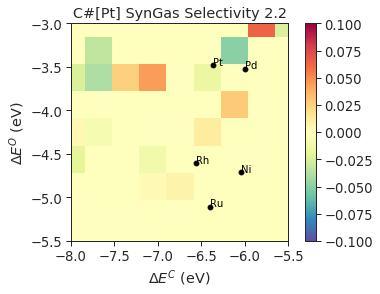 C#[Pt] SynGas Selectivity 2.2
−3.0
−3.5
−4.0
−4.5
−5.0
−5.5
ΔE^O (eV)
Pt
Pd
Rh
Ni
Ru
−8.0 −7.5 −7.0 −6.5 −6.0 −5.5
ΔE^C (eV)
0.100
0.075
0.050
0.025
0.000
−0.025
−0.050
−0.075
−0.100